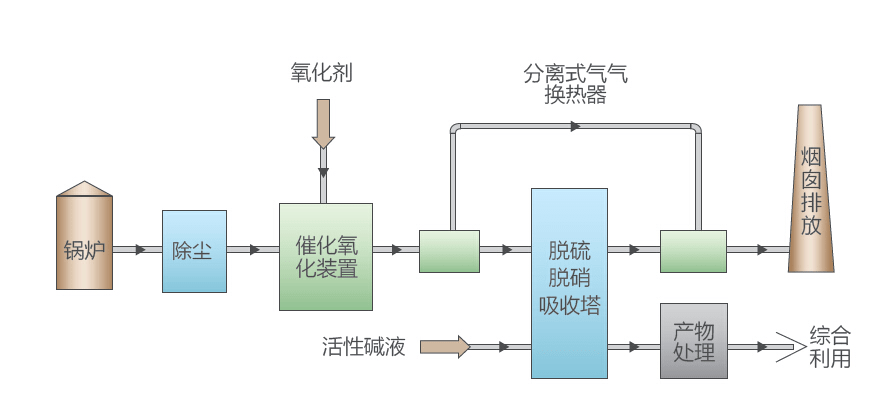 氧化剂
分离式气气
换热器
锅炉
除尘
催化氧
化装置
脱硫
脱硝
吸收塔
烟
囱
排
放
活性碱液
产物
处理
综合
利用